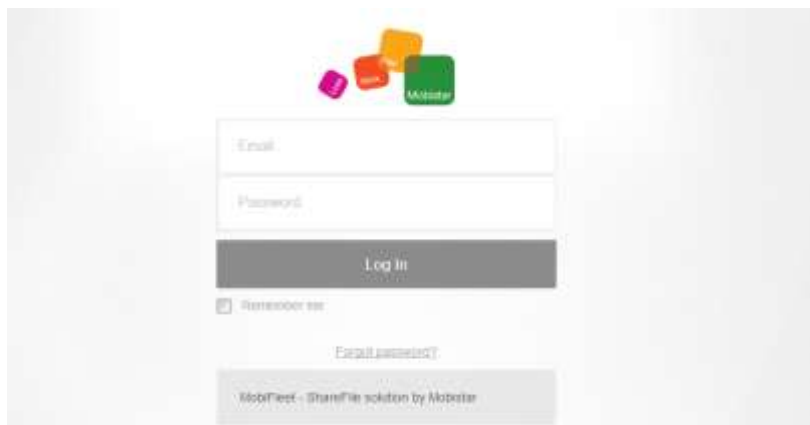 Mobistar
Email
Password
Log In
Remember me
Forgot password?
MobiFleet - ShareFile solution by Mobistar